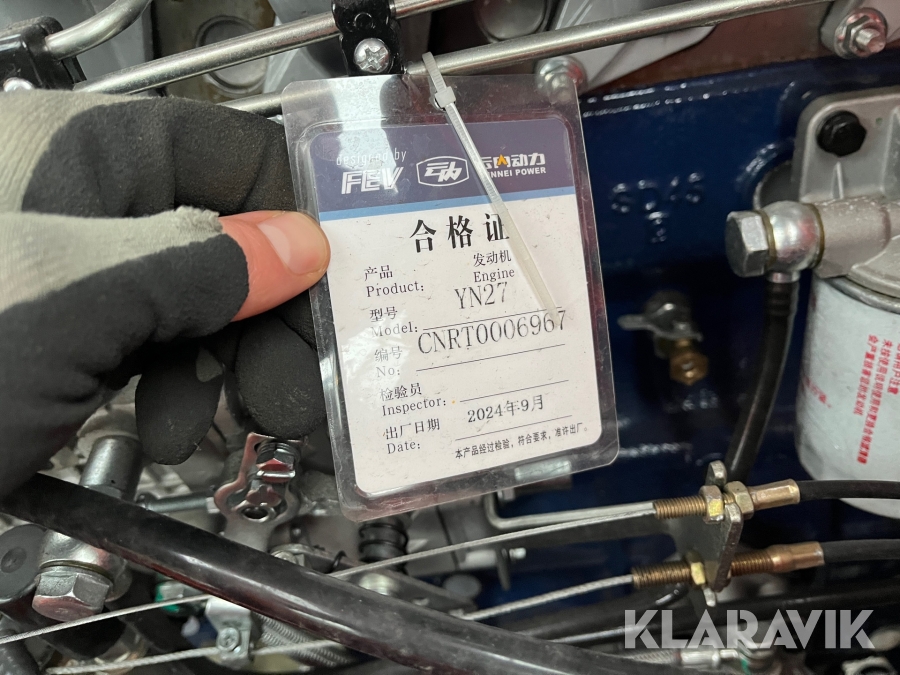 designed by
FEV
云内动力
YUNNEI POWER
合格证
产品 发动机
Product: Engine
型号 YN27
Model:
编号 CNRT0006967
No:
检验员
Inspector:
出厂日期 2024年9月
Date:
本产品经过检验，符合要求，准许出厂。
KLARAVIK